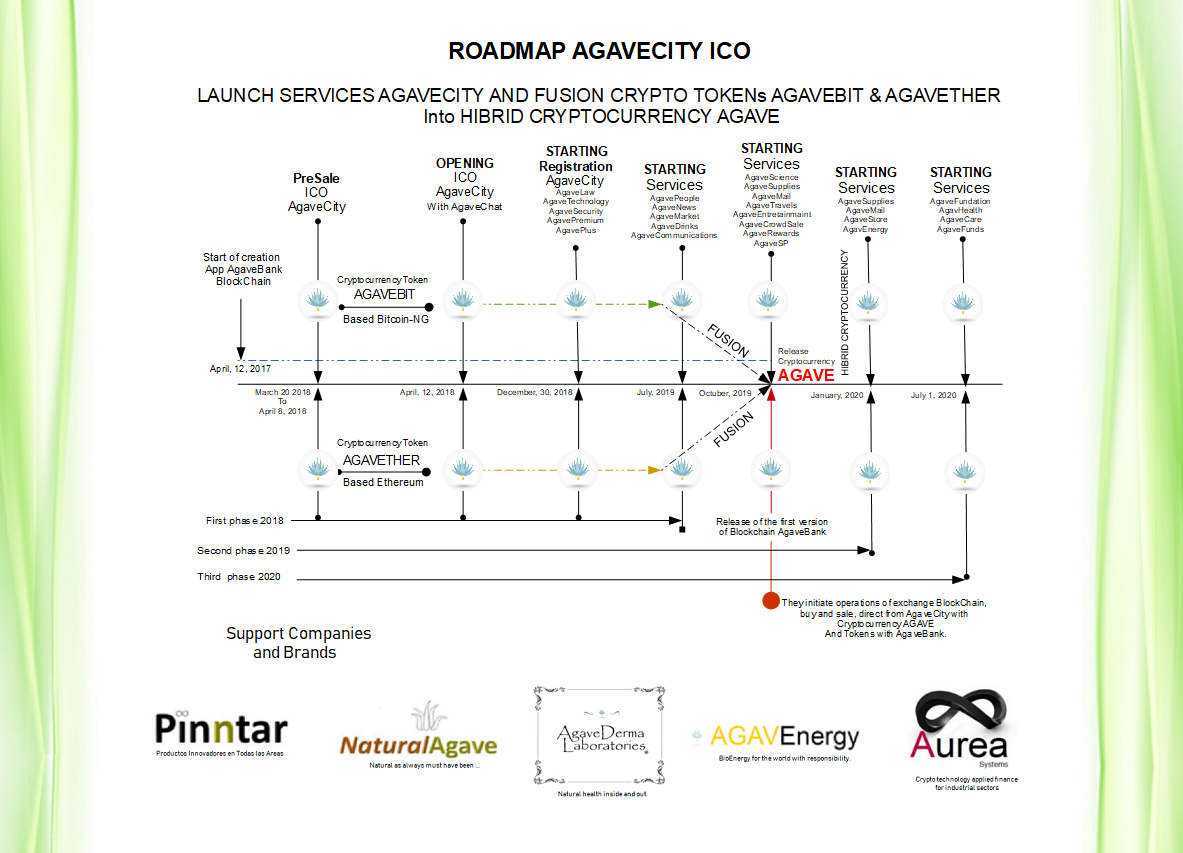 ROADMAP AGAVECITY ICO
LAUNCH SERVICES AGAVECITY AND FUSION CRYPTO TOKENs AGAVEBIT & AGAVETHER
Into HIBRID CRYPTOCURRENCY AGAVE
PreSale
ICO
AgaveCity
OPENING
ICO
AgaveCity
With AgaveChat
STARTING
Registration
AgaveCity
AgaveLaw
AgaveTechnology
AgaveSecurity
AgavePremium
AgavePlus
STARTING
Services
AgavePeople
AgaveNews
AgaveMarket
AgaveDrinks
AgaveCommunications
STARTING
Services
AgaveScience
AgaveSupplies
AgaveMail
AgaveTravels
AgaveEntretainmaint
AgaveCrowdSale
AgaveRewards
AgaveSP
STARTING
Services
AgaveSupplies
AgaveMail
AgaveStore
AgavEnergy
STARTING
Services
AgaveFundation
AgavHealth
AgaveCare
AgaveFunds
Start of creation
App AgaveBank
BlockChain
Cryptocurrency Token
AGAVEBIT
Based Bitcoin-NG
FUSION
HIBRID CRYPTOCURRENCY
Release
Cryptocurrency
AGAVE
April, 12, 2017
March 20 2018
To
April 8, 2018
April, 12, 2018
December, 30, 2018
July, 2019
Octuber, 2019
January, 2020
July 1, 2020
FUSION
Cryptocurrency Token
AGAVETHER
Based Ethereum
First phase 2018
Release of the first version
of Blockchain AgaveBank
Second phase 2019
Third phase 2020
They initiate operations of exchange BlockChain,
buy and sale, direct from AgaveCity with
Cryptocurrency AGAVE
And Tokens with AgaveBank.
Support Companies
and Brands
Pinntar
Productos Innovadores en Todas las Areas
NaturalAgave
Natural as always must have been ...
AgaveDerma
Laboratories®
Natural health inside and out.
AGAVEnergy
BioEnergy for the world with responsibility.
Aurea
Systems
Crypto technology applied finance
for industrial sectors